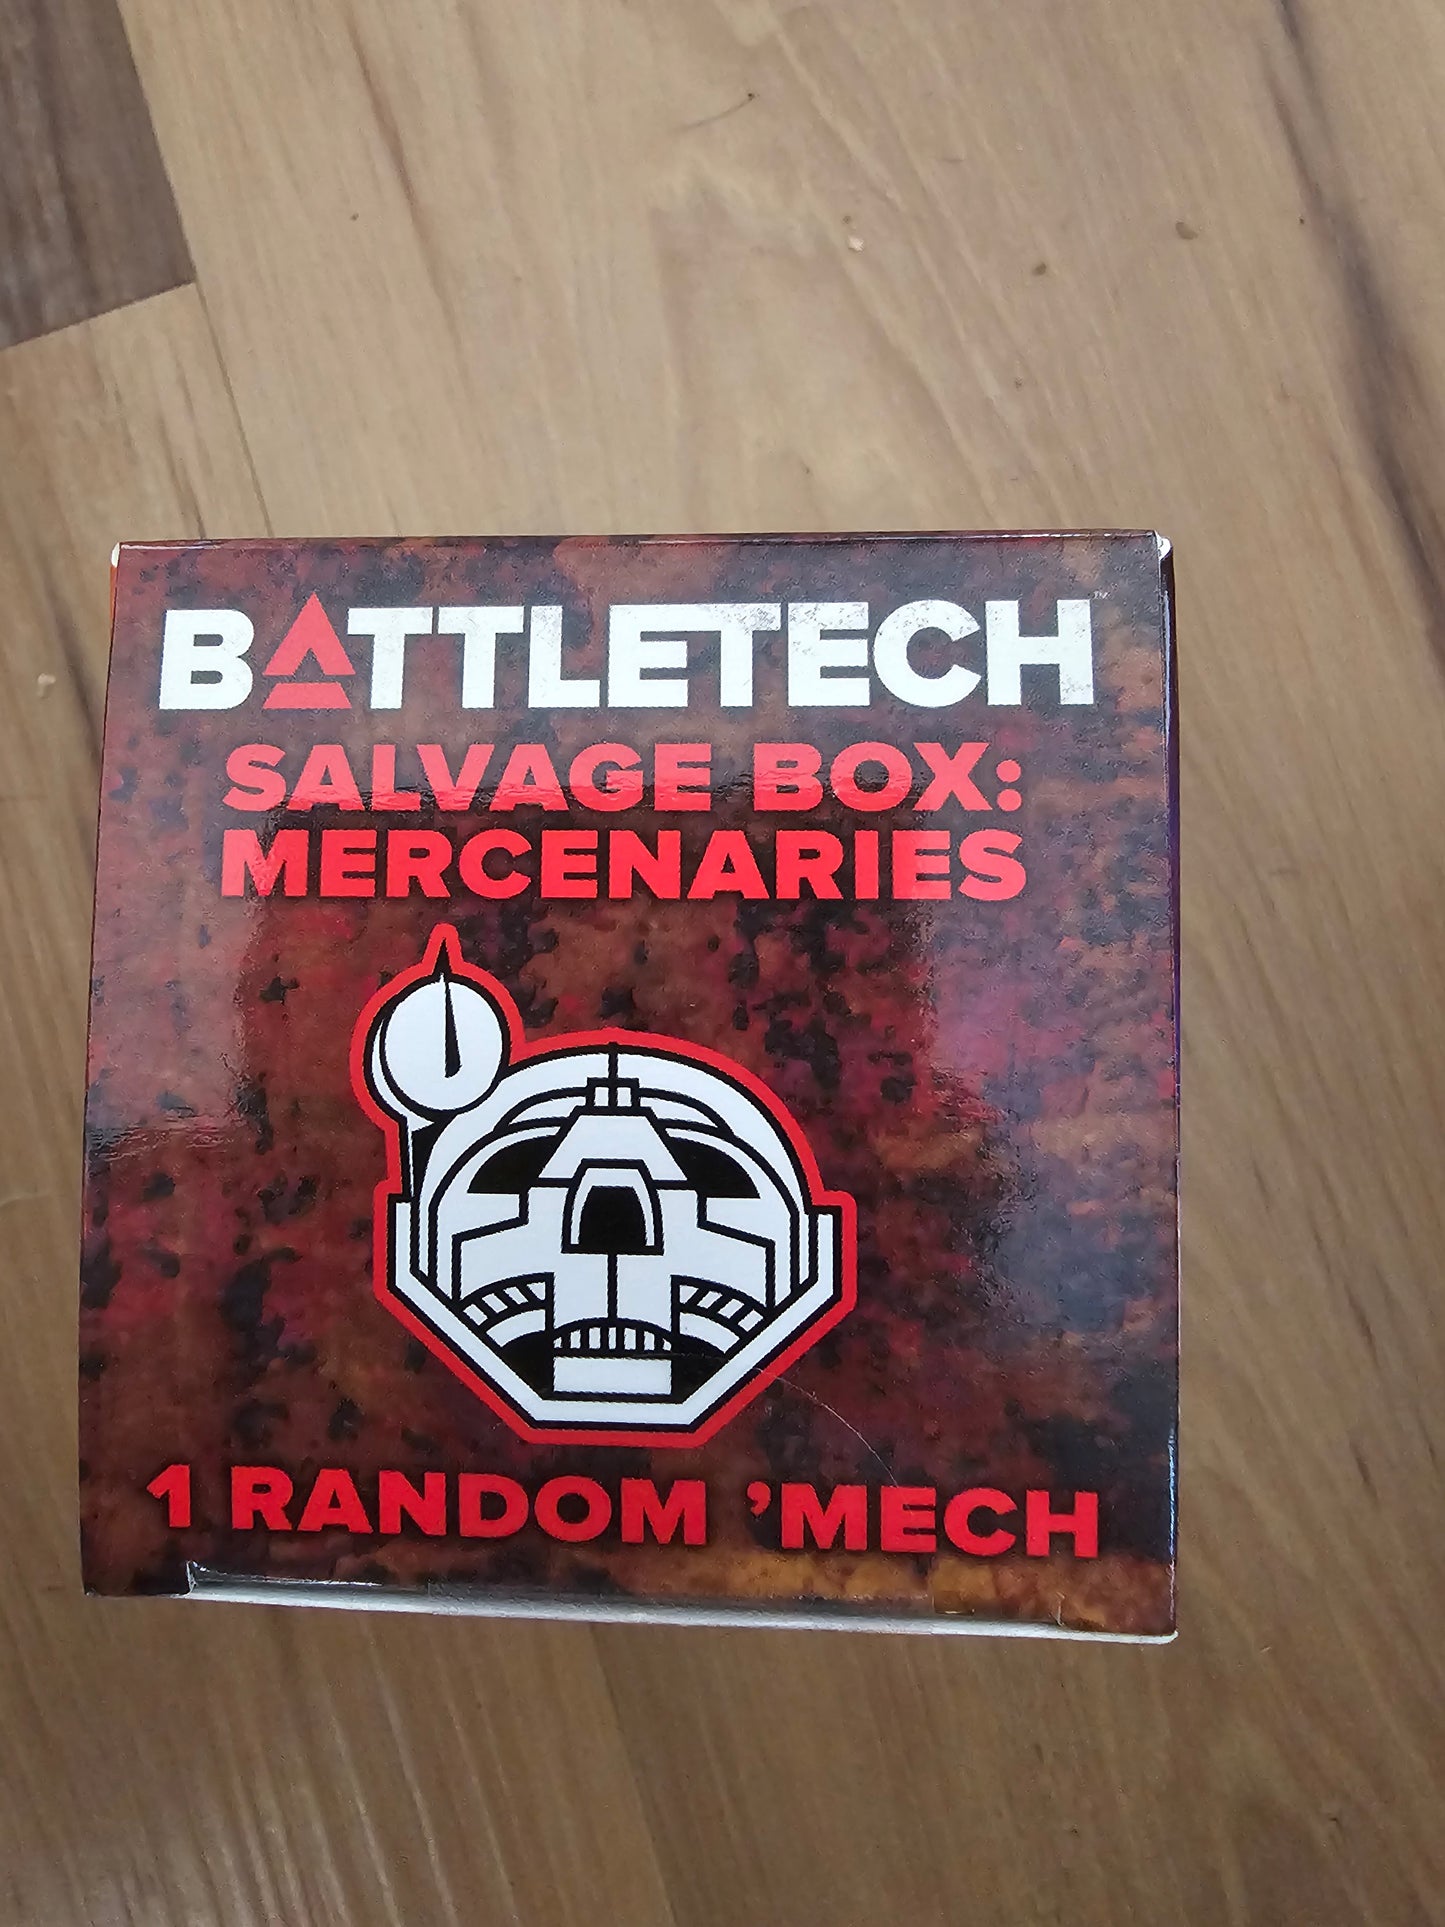 BATTLETECH
SALVAGE BOX:
MERCENARIES
1 RANDOM ’MECH